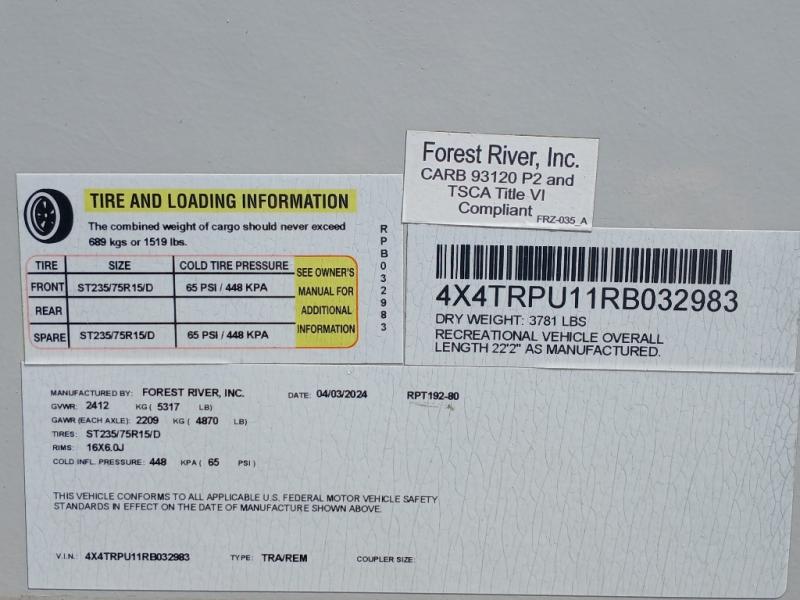 Forest River, Inc.
CARB 93120 P2 and
TSCA Title VI
Compliant
FRZ-035_A
TIRE AND LOADING INFORMATION
The combined weight of cargo should never exceed
689 kgs or 1519 lbs.
TIRE SIZE COLD TIRE PRESSURE
FRONT ST235/75R15/D 65 PSI / 448 KPA
REAR
SPARE ST235/75R15/D 65 PSI / 448 KPA
SEE OWNER'S
MANUAL FOR
ADDITIONAL
INFORMATION
RPB032983
4X4TRPU11RB032983
DRY WEIGHT: 3781 LBS
RECREATIONAL VEHICLE OVERALL
LENGTH 22'2" AS MANUFACTURED.
MANUFACTURED BY: FOREST RIVER, INC. DATE: 04/03/2024 RPT192-80
GVWR: 2412 KG ( 5317 LB)
GAWR (EACH AXLE): 2209 KG ( 4870 LB)
TIRES: ST235/75R15/D
RIMS: 16X6.0J
COLD INFL. PRESSURE: 448 KPA ( 65 PSI )
THIS VEHICLE CONFORMS TO ALL APPLICABLE U.S. FEDERAL MOTOR VEHICLE SAFETY
STANDARDS IN EFFECT ON THE DATE OF MANUFACTURE SHOWN ABOVE.
V.I.N.: 4X4TRPU11RB032983 TYPE: TRA/REM COUPLER SIZE: